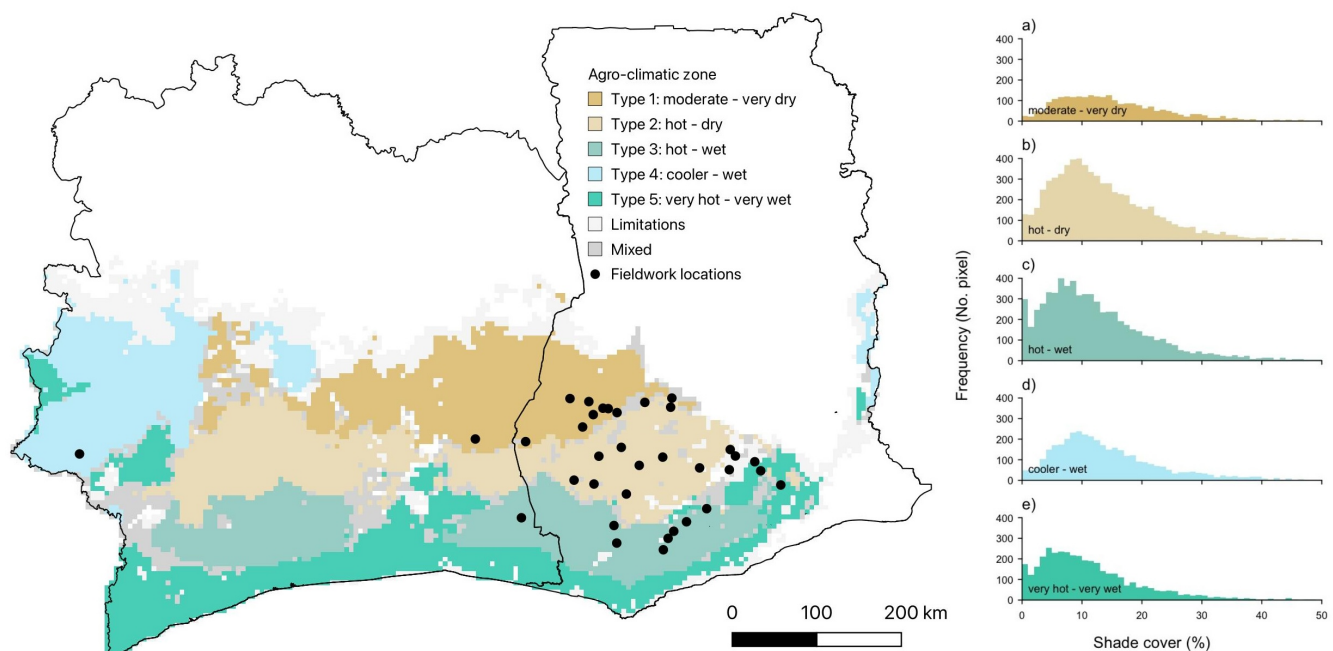 Agro-climatic zone
Type 1: moderate - very dry
Type 2: hot - dry
Type 3: hot - wet
Type 4: cooler - wet
Type 5: very hot - very wet
Limitations
Mixed
Fieldwork locations
0 100 200 km
a)
400
300
200
100
0
moderate - very dry
b)
400
300
200
100
0
hot - dry
c)
400
300
200
100
0
hot - wet
d)
400
300
200
100
0
cooler - wet
e)
400
300
200
100
0
very hot - very wet
0 10 20 30 40 50
Frequency (No. pixel)
Shade cover (%)